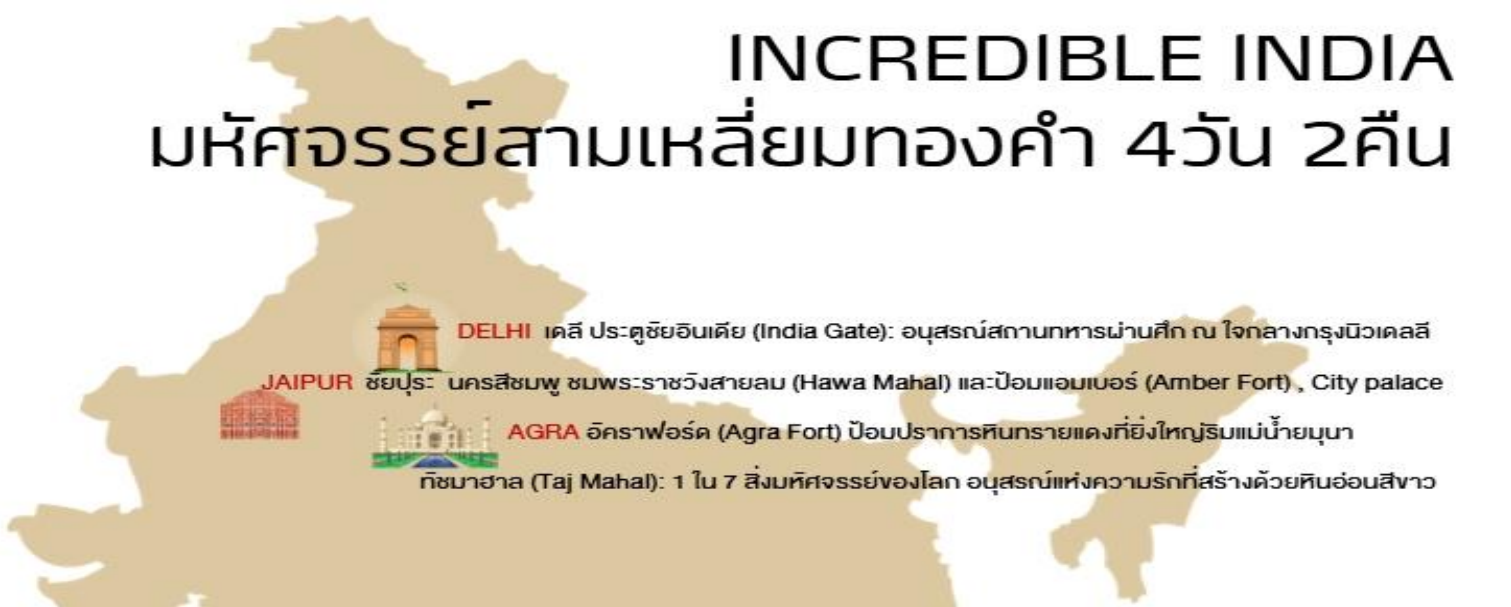 INCREDIBLE INDIA
มหัศจรรย์สามเหลี่ยมทองคำ 4วัน 2คืน
DELHI เดลี ประตูชัยอินเดีย (India Gate): อนุสรณ์สถานทหารผ่านศึก ณ ใจกลางกรุงนิวเดลลี
JAIPUR ชัยปุระ นครสีชมพู ชมพระราชวังสายลม (Hawa Mahal) และป้อมแอมเบอร์ (Amber Fort) , City palace
AGRA อัคราฟอร์ด (Agra Fort) ป้อมปราการหินทรายแดงที่ยิ่งใหญ่ริมแม่น้ำยมุนา
ทัชมาฮาล (Taj Mahal): 1 ใน 7 สิ่งมหัศจรรย์ของโลก อนุสรณ์แห่งความรักที่สร้างด้วยหินอ่อนสีขาว